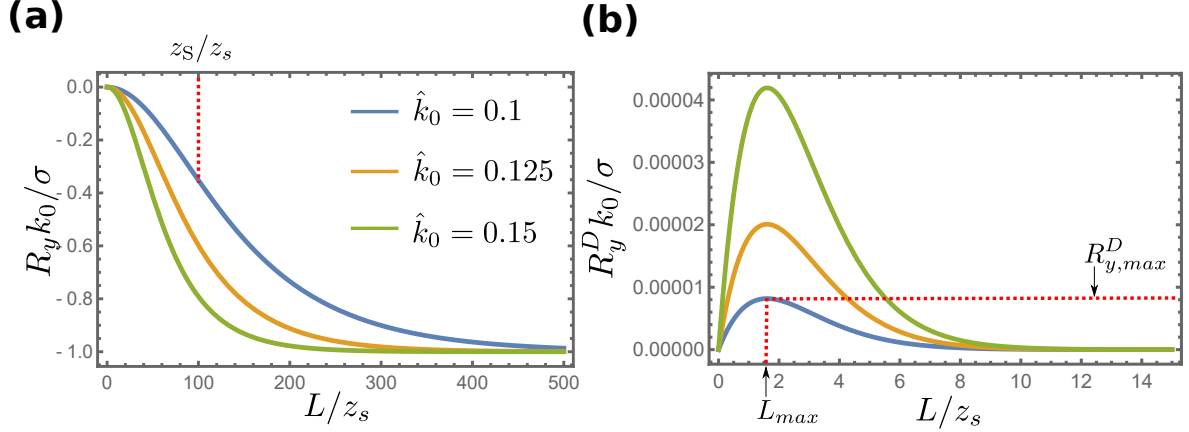 (a)
z_S/z_s
0.0
-0.2
-0.4
-0.6
-0.8
-1.0
R_y k_0/σ
k̂_0 = 0.1
k̂_0 = 0.125
k̂_0 = 0.15
0 100 200 300 400 500
L/z_s
(b)
0.00004
0.00003
0.00002
0.00001
0.00000
R_y^D k_0/σ
R_{y,max}^D
0 2 4 6 8 10 12 14
L_{max}
L/z_s